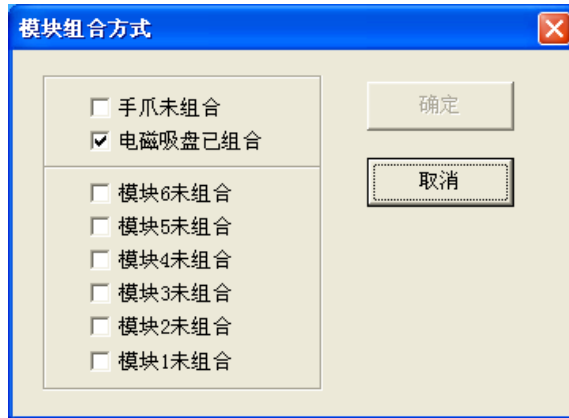 模块组合方式
手爪未组合
电磁吸盘已组合
模块6未组合
模块5未组合
模块4未组合
模块3未组合
模块2未组合
模块1未组合
确定
取消